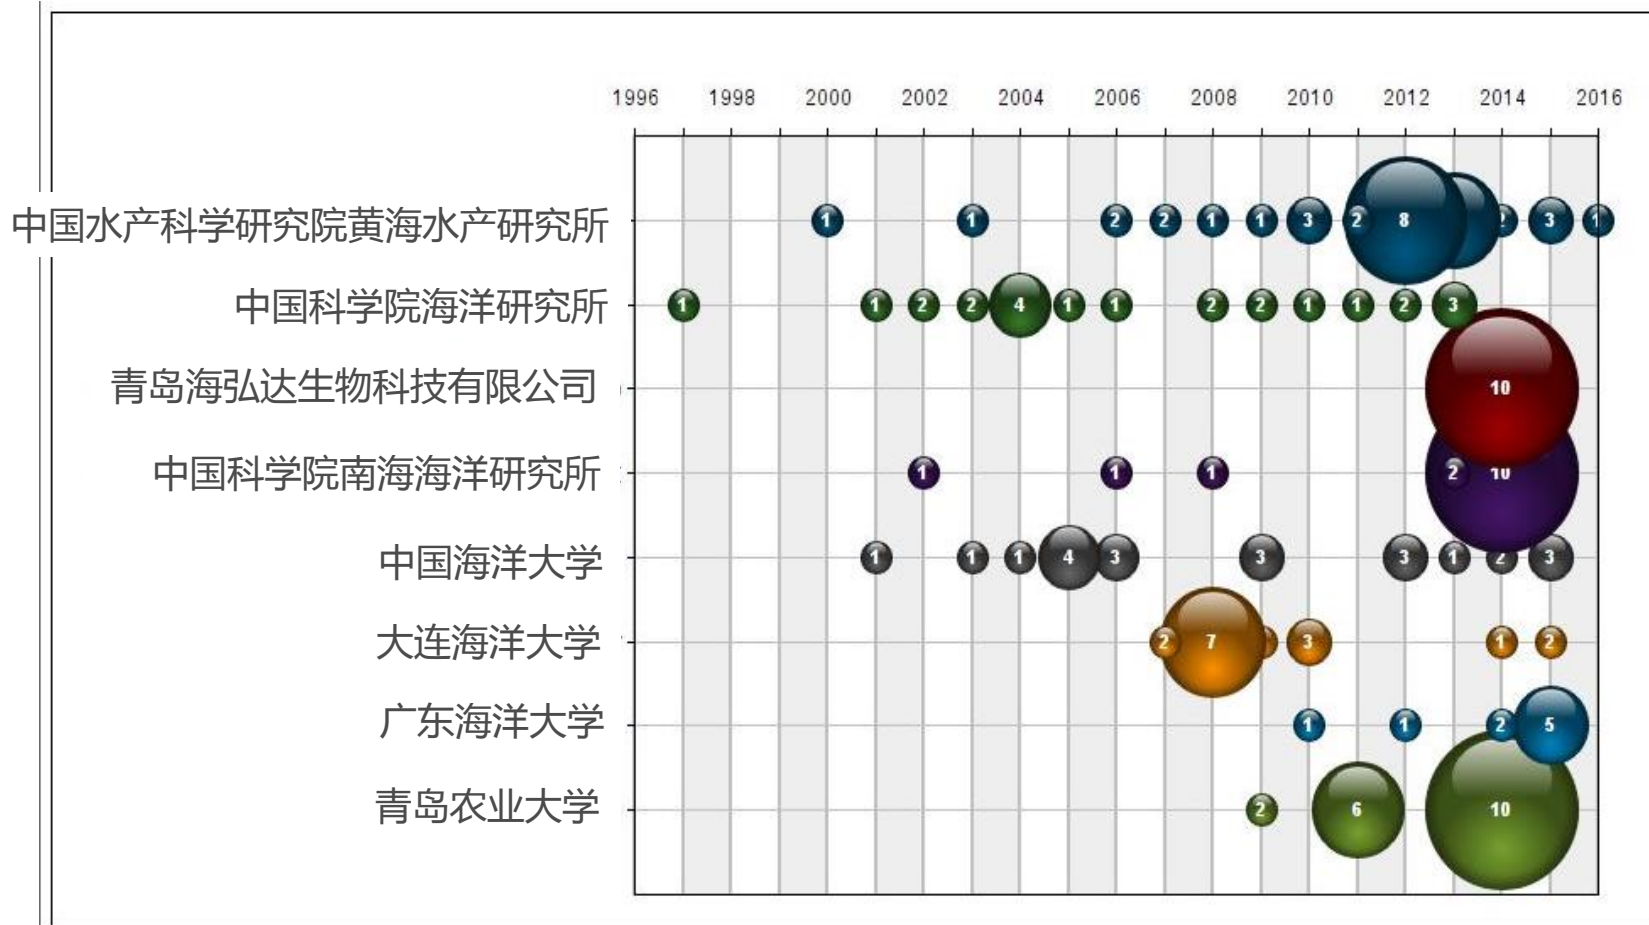 1996 1998 2000 2002 2004 2006 2008 2010 2012 2014 2016
中国水产科学研究院黄海水产研究所 1 1 2 2 1 1 3 2 8 2 3 1
中国科学院海洋研究所 1 1 2 2 4 1 1 2 2 1 1 2 3
青岛海弘达生物科技有限公司 10
中国科学院南海海洋研究所 1 1 1 2 10
中国海洋大学 1 1 1 4 3 3 3 1 2 3
大连海洋大学 2 7 3 1 2
广东海洋大学 1 1 2 5
青岛农业大学 2 6 10